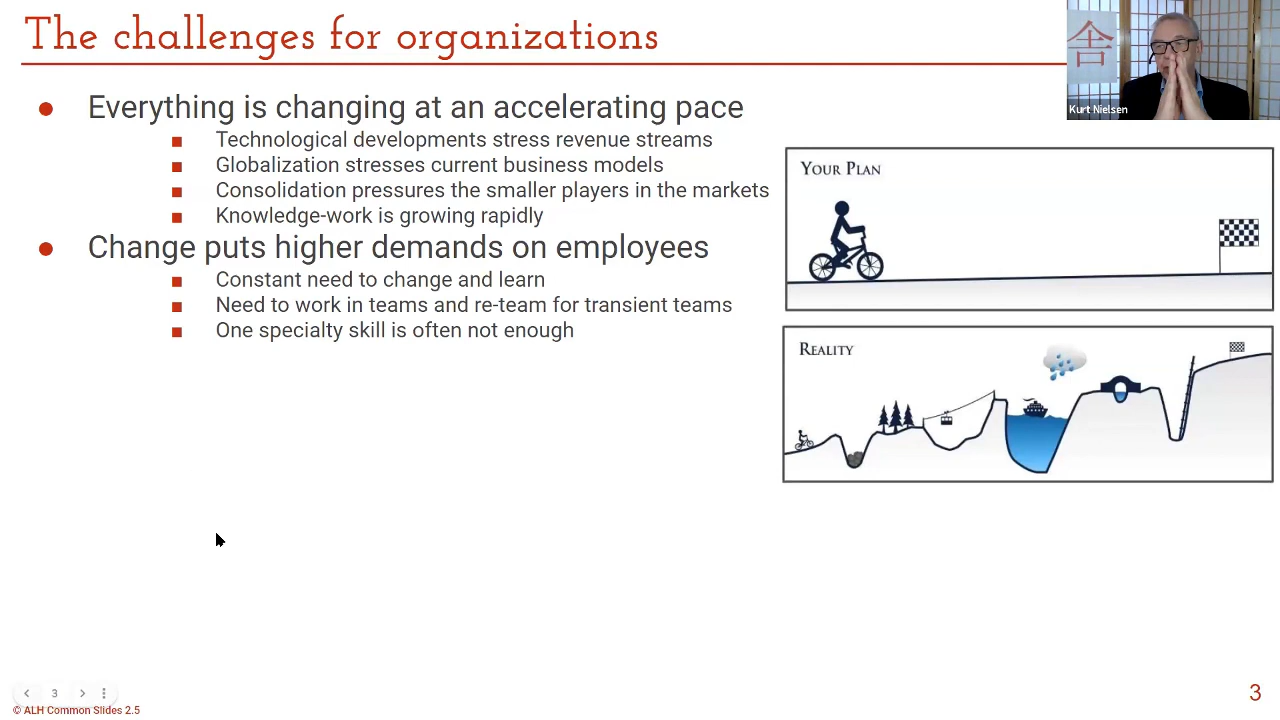 The challenges for organizations
舎
Kurt Nielsen
Everything is changing at an accelerating pace
Technological developments stress revenue streams
Globalization stresses current business models
Consolidation pressures the smaller players in the markets
Knowledge-work is growing rapidly
Change puts higher demands on employees
Constant need to change and learn
Need to work in teams and re-team for transient teams
One specialty skill is often not enough
YOUR PLAN
REALITY
3
© ALH Common Slides 2.5
3